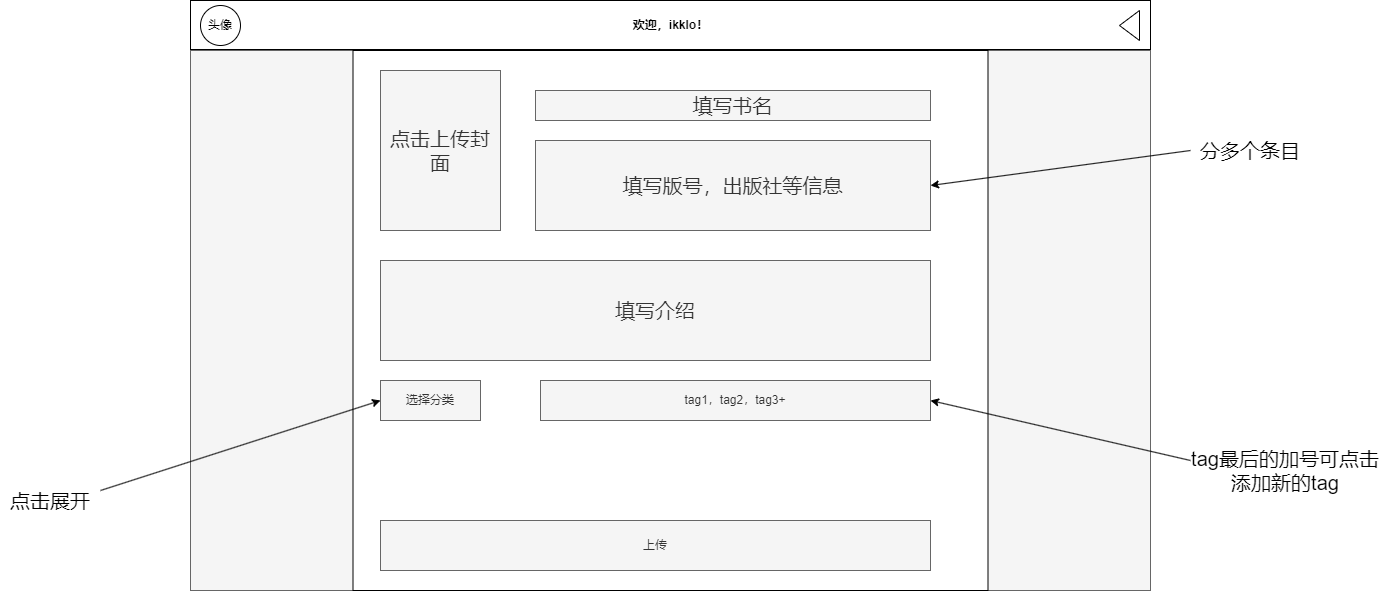 头像
欢迎，ikklo！
点击上传封
面
填写书名
填写版号，出版社等信息
分多个条目
填写介绍
选择分类
tag1，tag2，tag3+
点击展开
tag最后的加号可点击
添加新的tag
上传